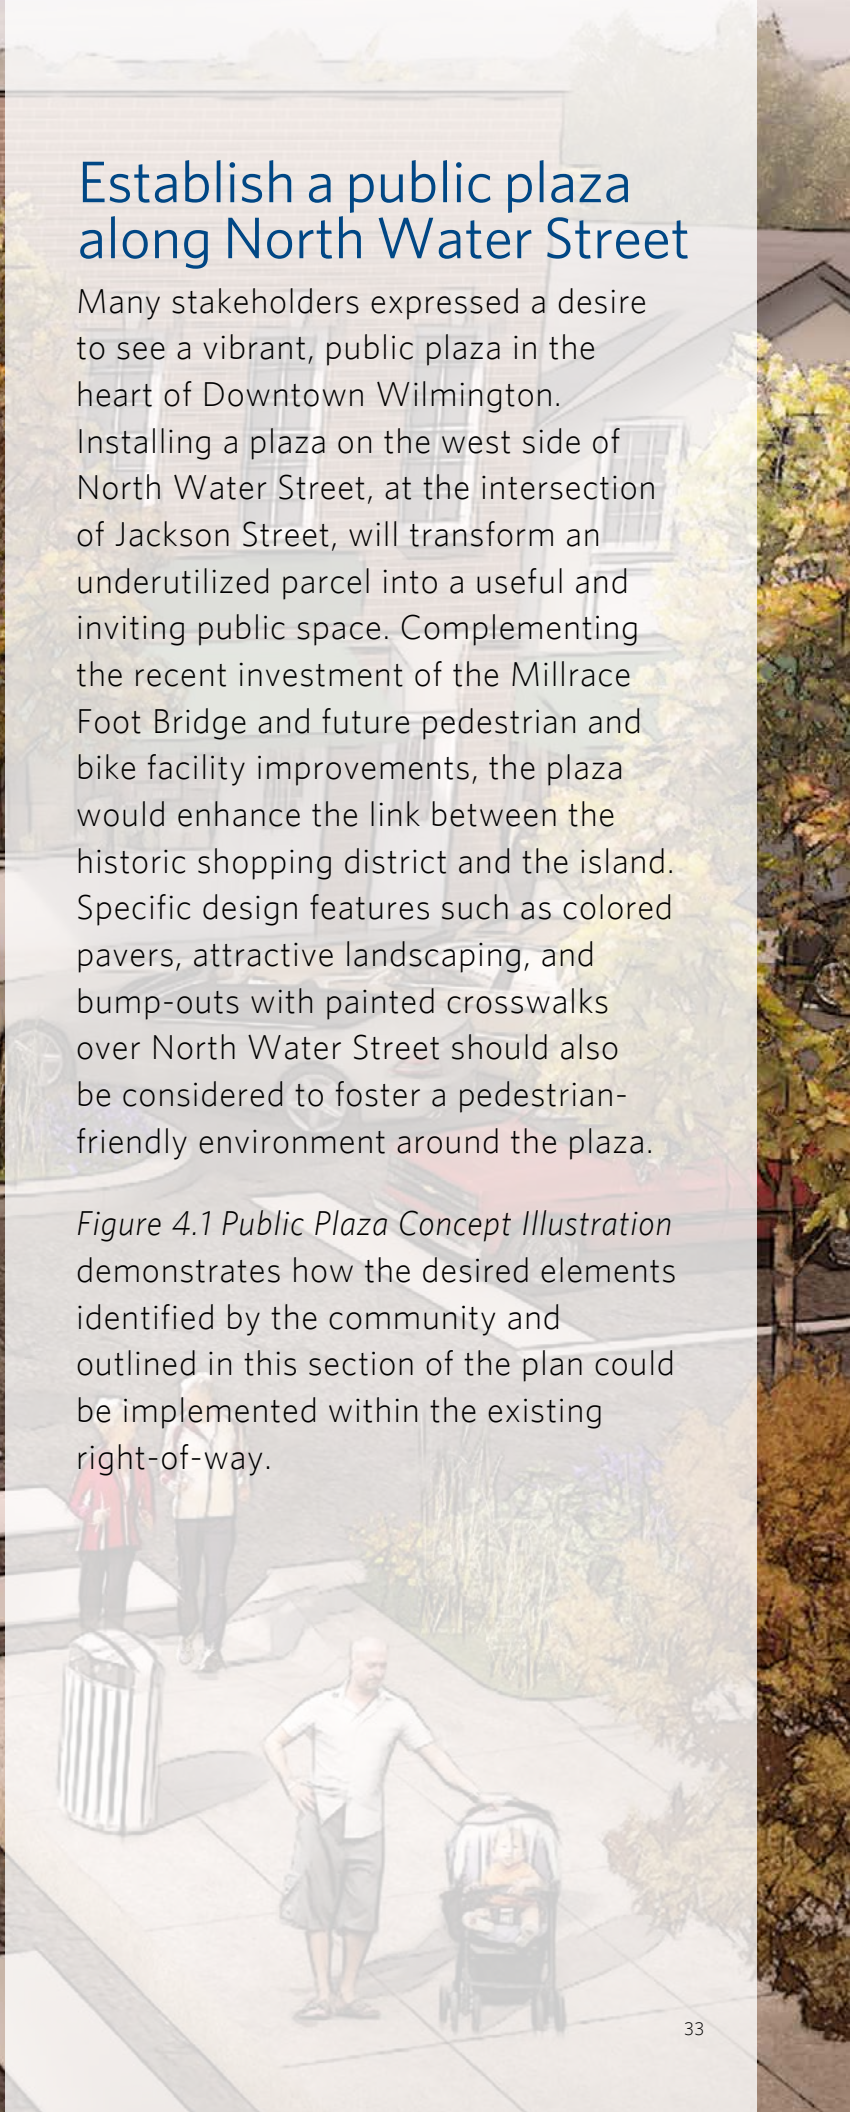 Establish a public plaza
along North Water Street
Many stakeholders expressed a desire
to see a vibrant, public plaza in the
heart of Downtown Wilmington.
Installing a plaza on the west side of
North Water Street, at the intersection
of Jackson Street, will transform an
underutilized parcel into a useful and
inviting public space. Complementing
the recent investment of the Millrace
Foot Bridge and future pedestrian and
bike facility improvements, the plaza
would enhance the link between the
historic shopping district and the island.
Specific design features such as colored
pavers, attractive landscaping, and
bump-outs with painted crosswalks
over North Water Street should also
be considered to foster a pedestrian-
friendly environment around the plaza.
Figure 4.1 Public Plaza Concept Illustration
demonstrates how the desired elements
identified by the community and
outlined in this section of the plan could
be implemented within the existing
right-of-way.
33